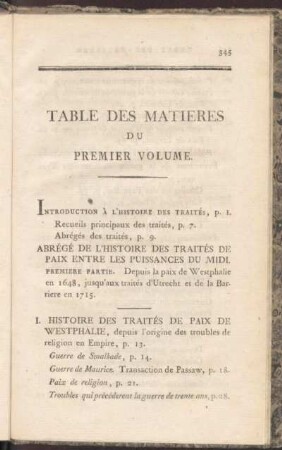 345
TABLE DES MATIERES
DU
PREMIER VOLUME.
INTRODUCTION À L'HISTOIRE DES TRAITÉS, p. 1.
Recueils principaux des traités, p. 7.
Abrégés des traités, p. 9.
ABRÉGÉ DE L'HISTOIRE DES TRAITÉS DE
PAIX ENTRE LES PUISSANCES DU MIDI.
PREMIERE PARTIE. Depuis la paix de Westphalie
en 1648, jusqu'aux traités d'Utrecht et de la Bar-
riere en 1715.
I. HISTOIRE DES TRAITÉS DE PAIX DE
WESTPHALIE, depuis l'origine des troubles de
religion en Empire, p. 13.
Guerre de Smalkade, p. 14.
Guerre de Maurice. Transaction de Passaw, p. 18.
Paix de religion, p. 21.
Troubles qui précéderent la guerre de trente ans, p. 28.